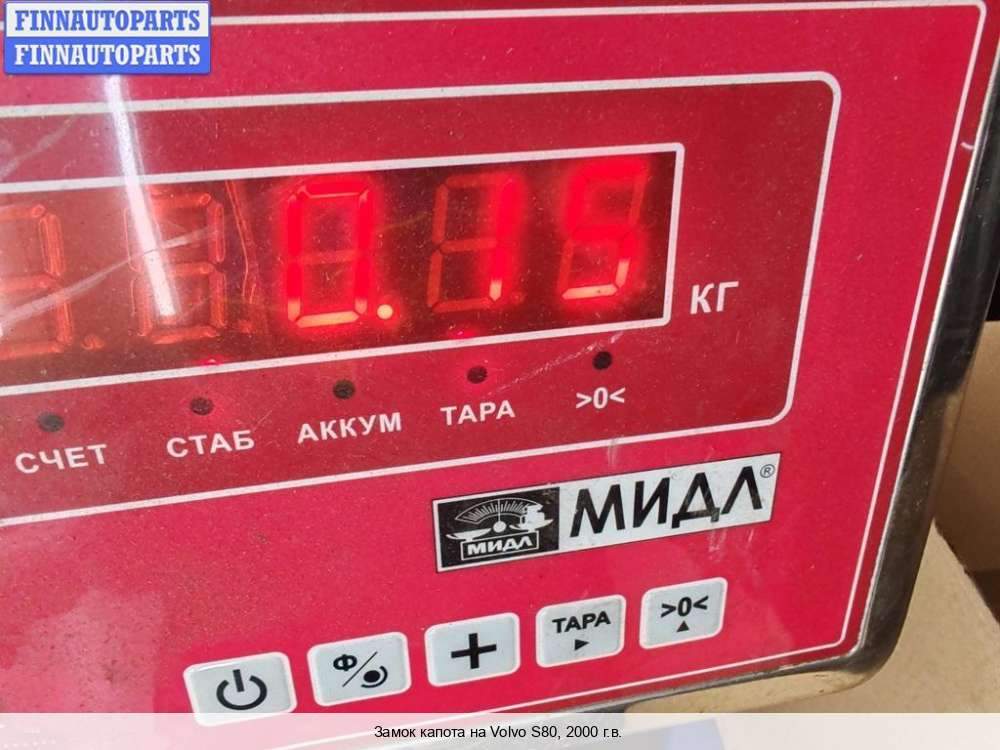 FINNAUTOPARTS
FINNAUTOPARTS
0.15
КГ
СЧЕТ СТАБ АККУМ ТАРА >0<
МИДЛ МИДЛ®
Ф/ + ТАРА >0<
Замок капота на Volvo S80, 2000 г.в.